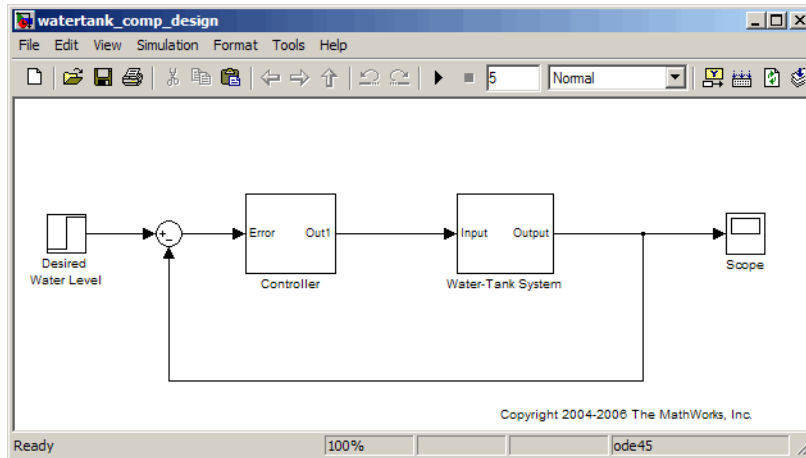 watertank_comp_design
File Edit View Simulation Format Tools Help
5 Normal
+
-
Error Out1
Input Output
Desired
Water Level
Controller
Water-Tank System
Scope
Copyright 2004-2006 The MathWorks, Inc.
Ready 100% ode45